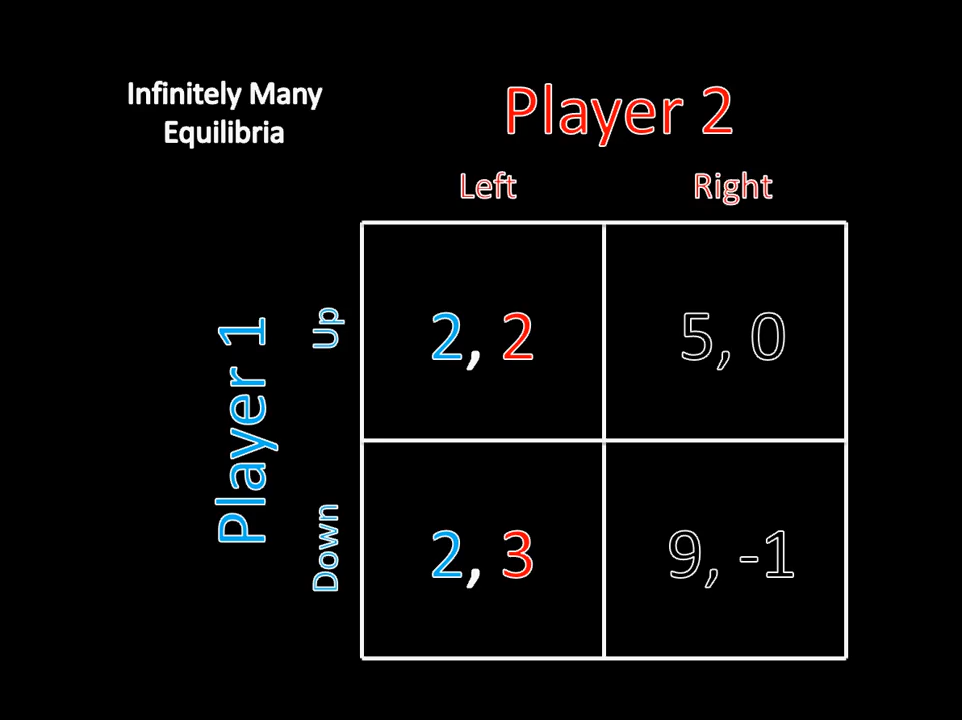 Infinitely Many
Equilibria
Player 2
Left Right
Player 1
Up
2, 2 5, 0
Down
2, 3 9, -1